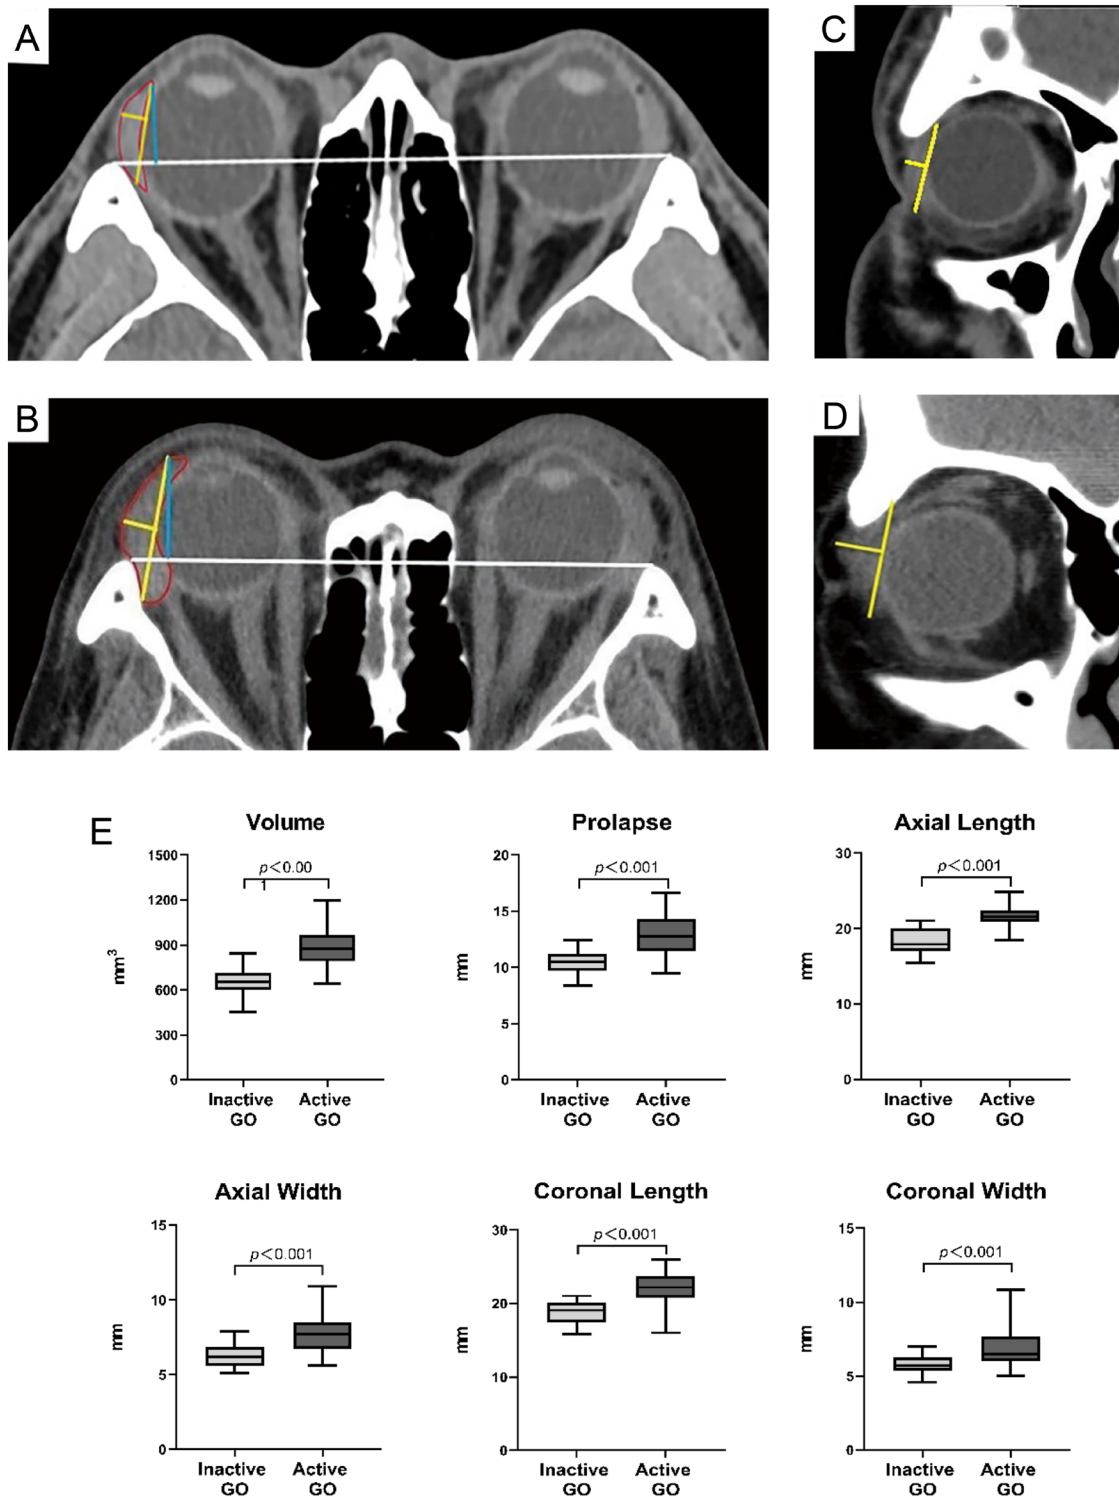 A
C
B
D
E
Volume
Prolapse
Axial Length
1500
1200
900
600
300
0
mm³
p<0.00
1
Inactive
GO
Active
GO
20
15
10
5
0
mm
p<0.001
Inactive
GO
Active
GO
30
20
10
0
mm
p<0.001
Inactive
GO
Active
GO
Axial Width
Coronal Length
Coronal Width
15
10
5
0
mm
p<0.001
Inactive
GO
Active
GO
30
20
10
0
mm
p<0.001
Inactive
GO
Active
GO
15
10
5
0
mm
p<0.001
Inactive
GO
Active
GO